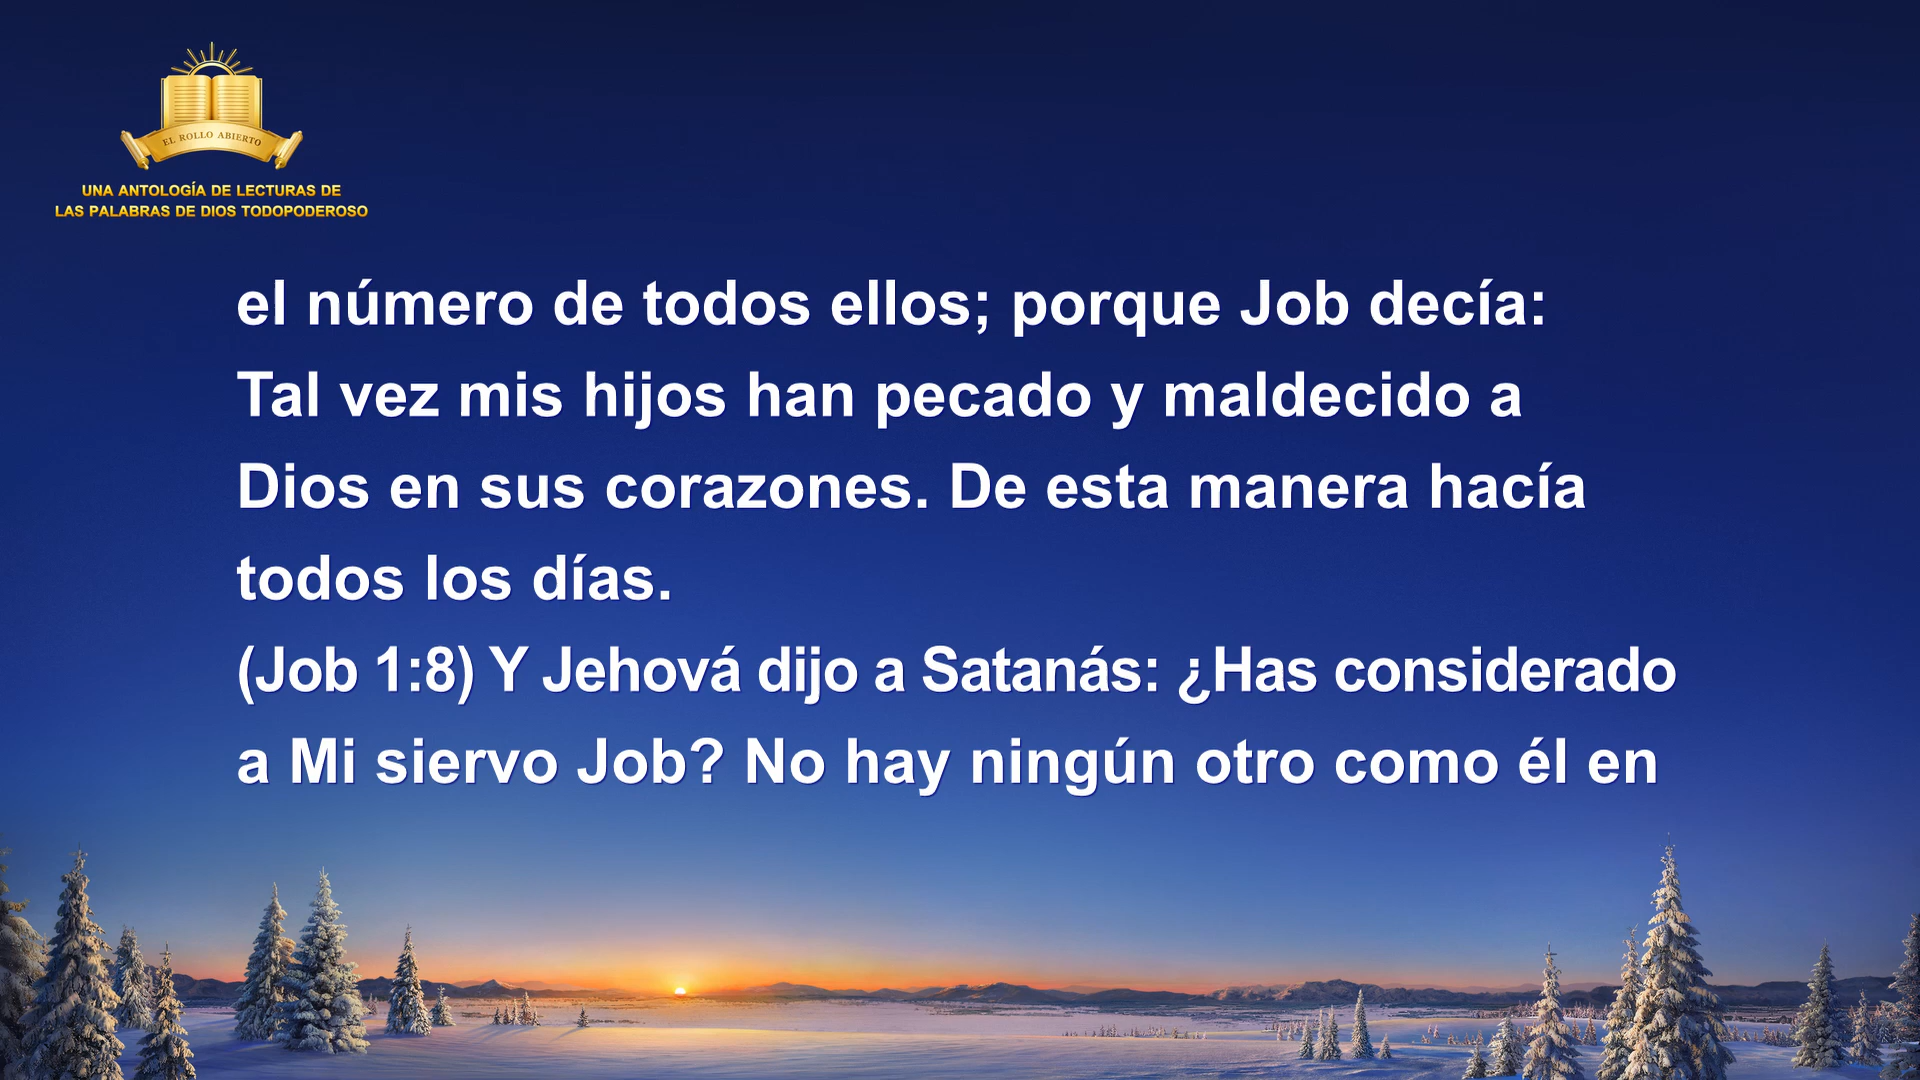 EL ROLLO ABIERTO
UNA ANTOLOGÍA DE LECTURAS DE
LAS PALABRAS DE DIOS TODOPODEROSO
el número de todos ellos; porque Job decía:
Tal vez mis hijos han pecado y maldecido a
Dios en sus corazones. De esta manera hacía
todos los días.
(Job 1:8) Y Jehová dijo a Satanás: ¿Has considerado
a Mi siervo Job? No hay ningún otro como él en